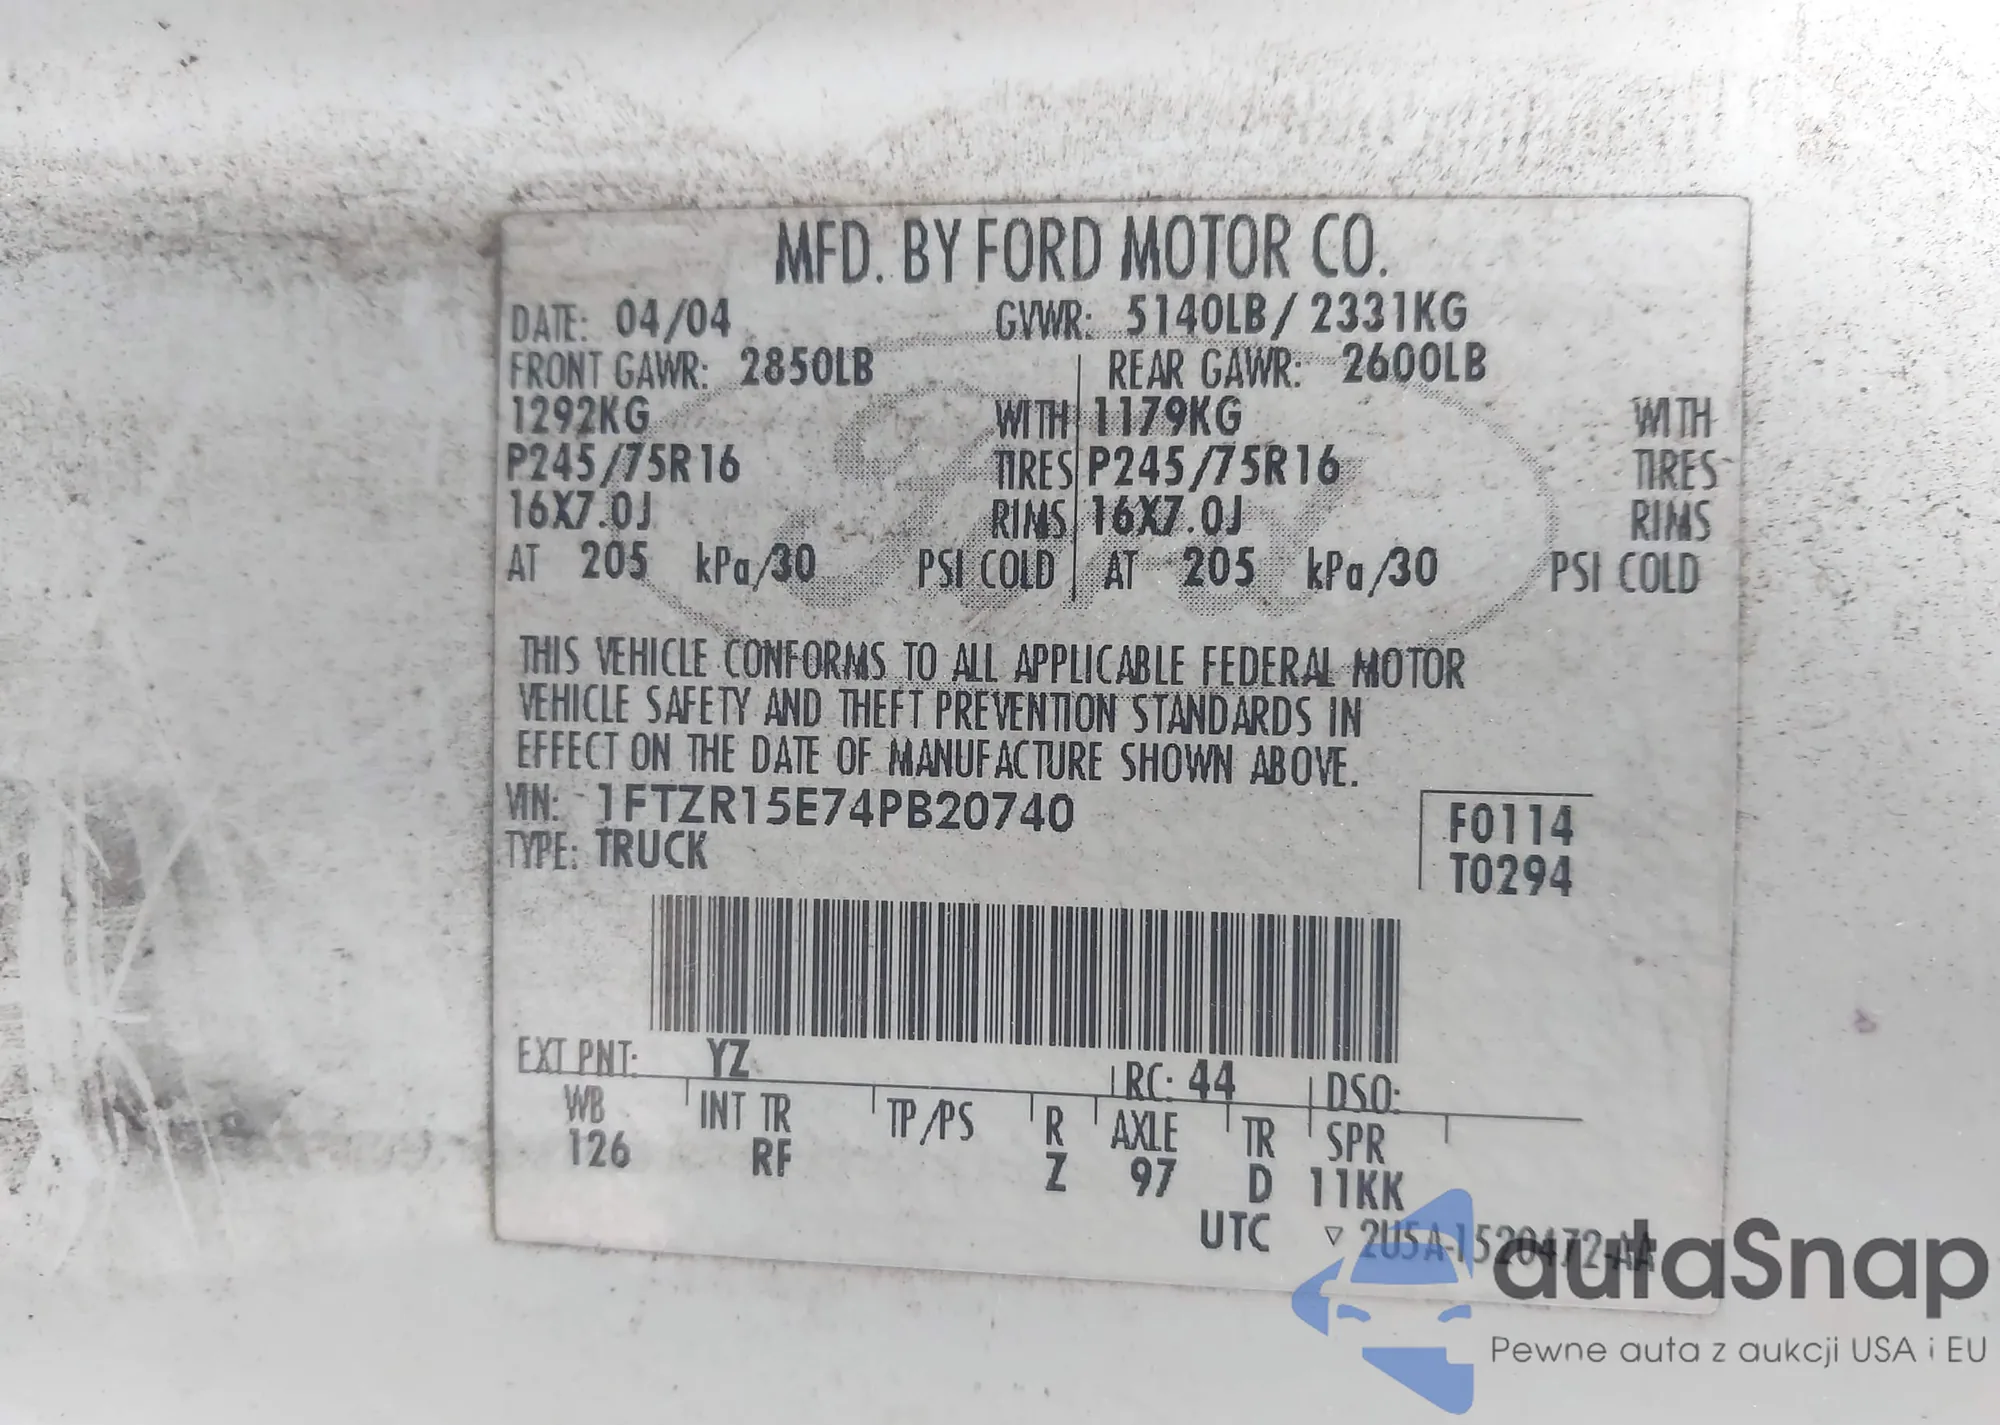 MFD. BY FORD MOTOR CO.
DATE: 04/04 GVWR: 5140LB / 2331KG
FRONT GAWR: 2850LB REAR GAWR: 2600LB
1292KG WITH 1179KG WITH
P245/75R16 TIRES P245/75R16 TIRES
16X7.0J RIMS 16X7.0J RIMS
AT 205 kPa/30 PSI COLD AT 205 kPa/30 PSI COLD
THIS VEHICLE CONFORMS TO ALL APPLICABLE FEDERAL MOTOR
VEHICLE SAFETY AND THEFT PREVENTION STANDARDS IN
EFFECT ON THE DATE OF MANUFACTURE SHOWN ABOVE.
VIN: 1FTZR15E74PB20740
TYPE: TRUCK
F0114
T0294
EXT PNT: YZ RC: 44 DSO:
WB INT TR TP/PS R AXLE TR SPR
126 RF Z 97 D 11KK
UTC ▽ 2U5A-1520472-AA
autaSnap
Pewne auta z aukcji USA i EU